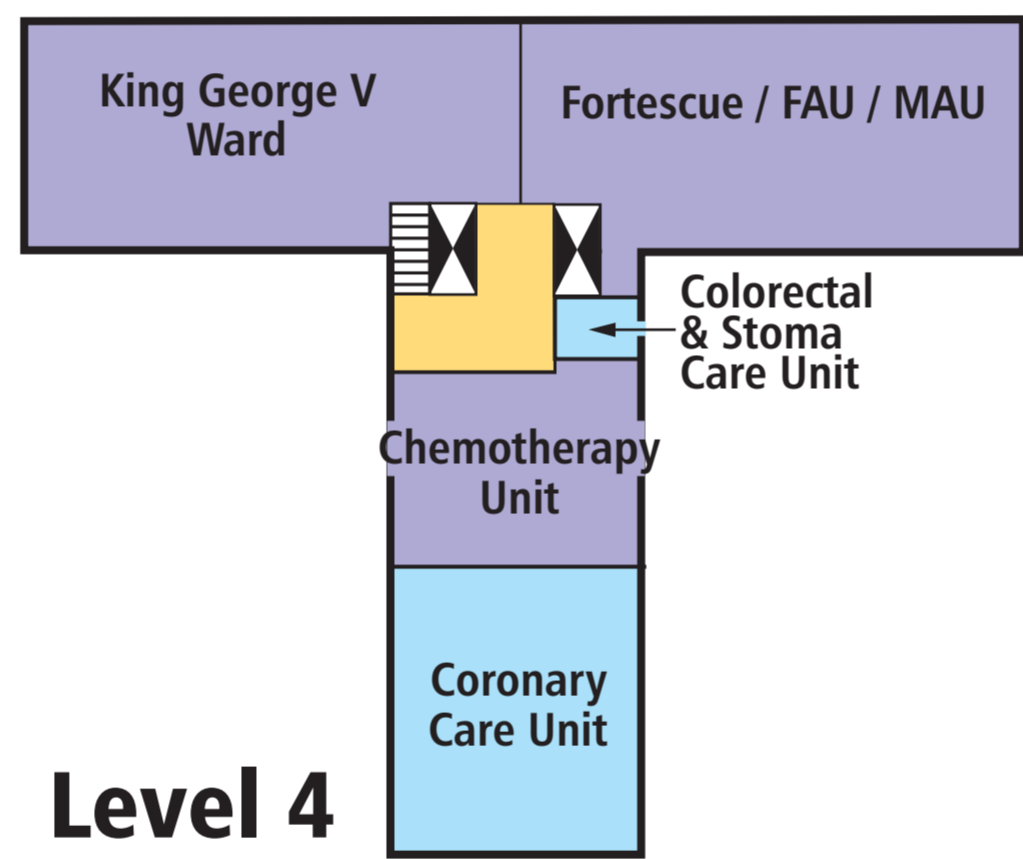 King George V
Ward
Fortescue / FAU / MAU
Colorectal
& Stoma
Care Unit
Chemotherapy
Unit
Coronary
Care Unit
Level 4